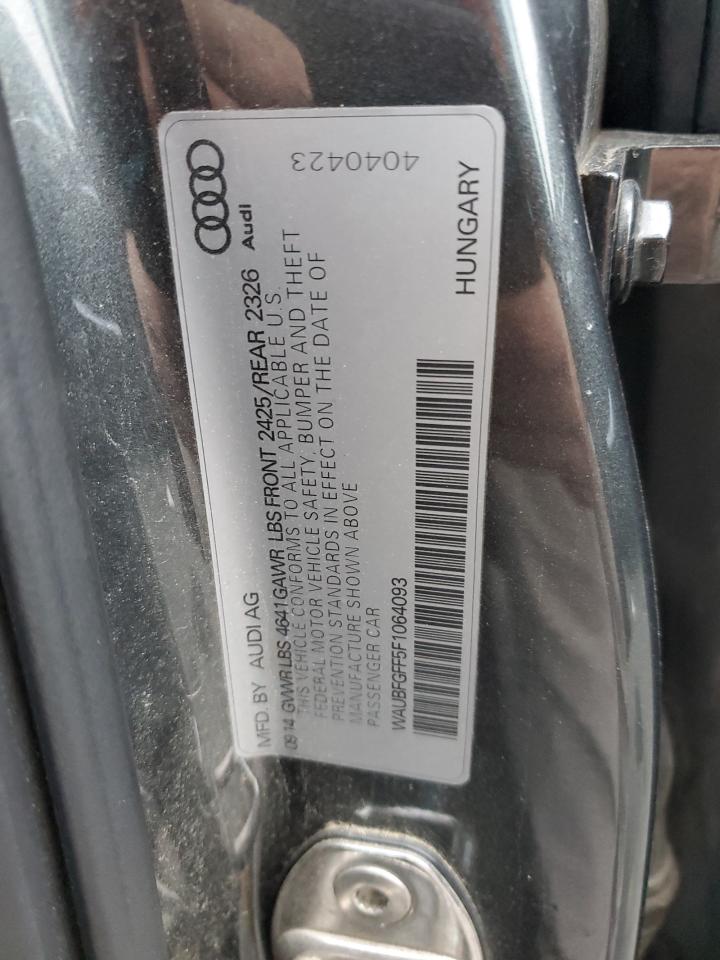 Audi
4040423
MFD. BY AUDI AG
09 14 GVWR LBS 4641 GAWR LBS FRONT 2425/REAR 2326
THIS VEHICLE CONFORMS TO ALL APPLICABLE U.S.
FEDERAL MOTOR VEHICLE SAFETY, BUMPER AND THEFT
PREVENTION STANDARDS IN EFFECT ON THE DATE OF
MANUFACTURE SHOWN ABOVE
PASSENGER CAR
WAUBFGFF5F1064093
HUNGARY